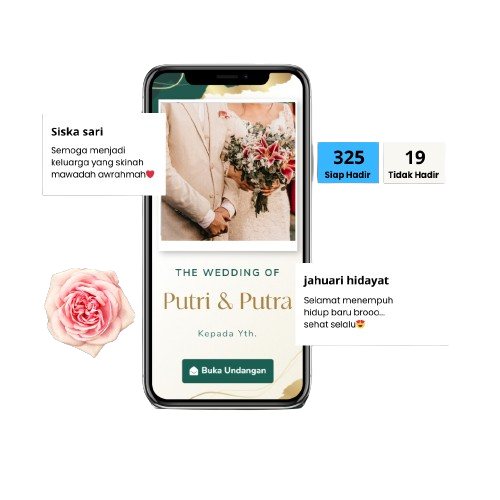 Siska sari
Semoga menjadi
keluarga yang skinah
mawadah awrahmah❤️
325
Siap Hadir
19
Tidak Hadir
THE WEDDING OF
Putri & Putra
Kepada Yth.
Buka Undangan
jahuari hidayat
Selamat menempuh
hidup baru brooo...
sehat selalu😍